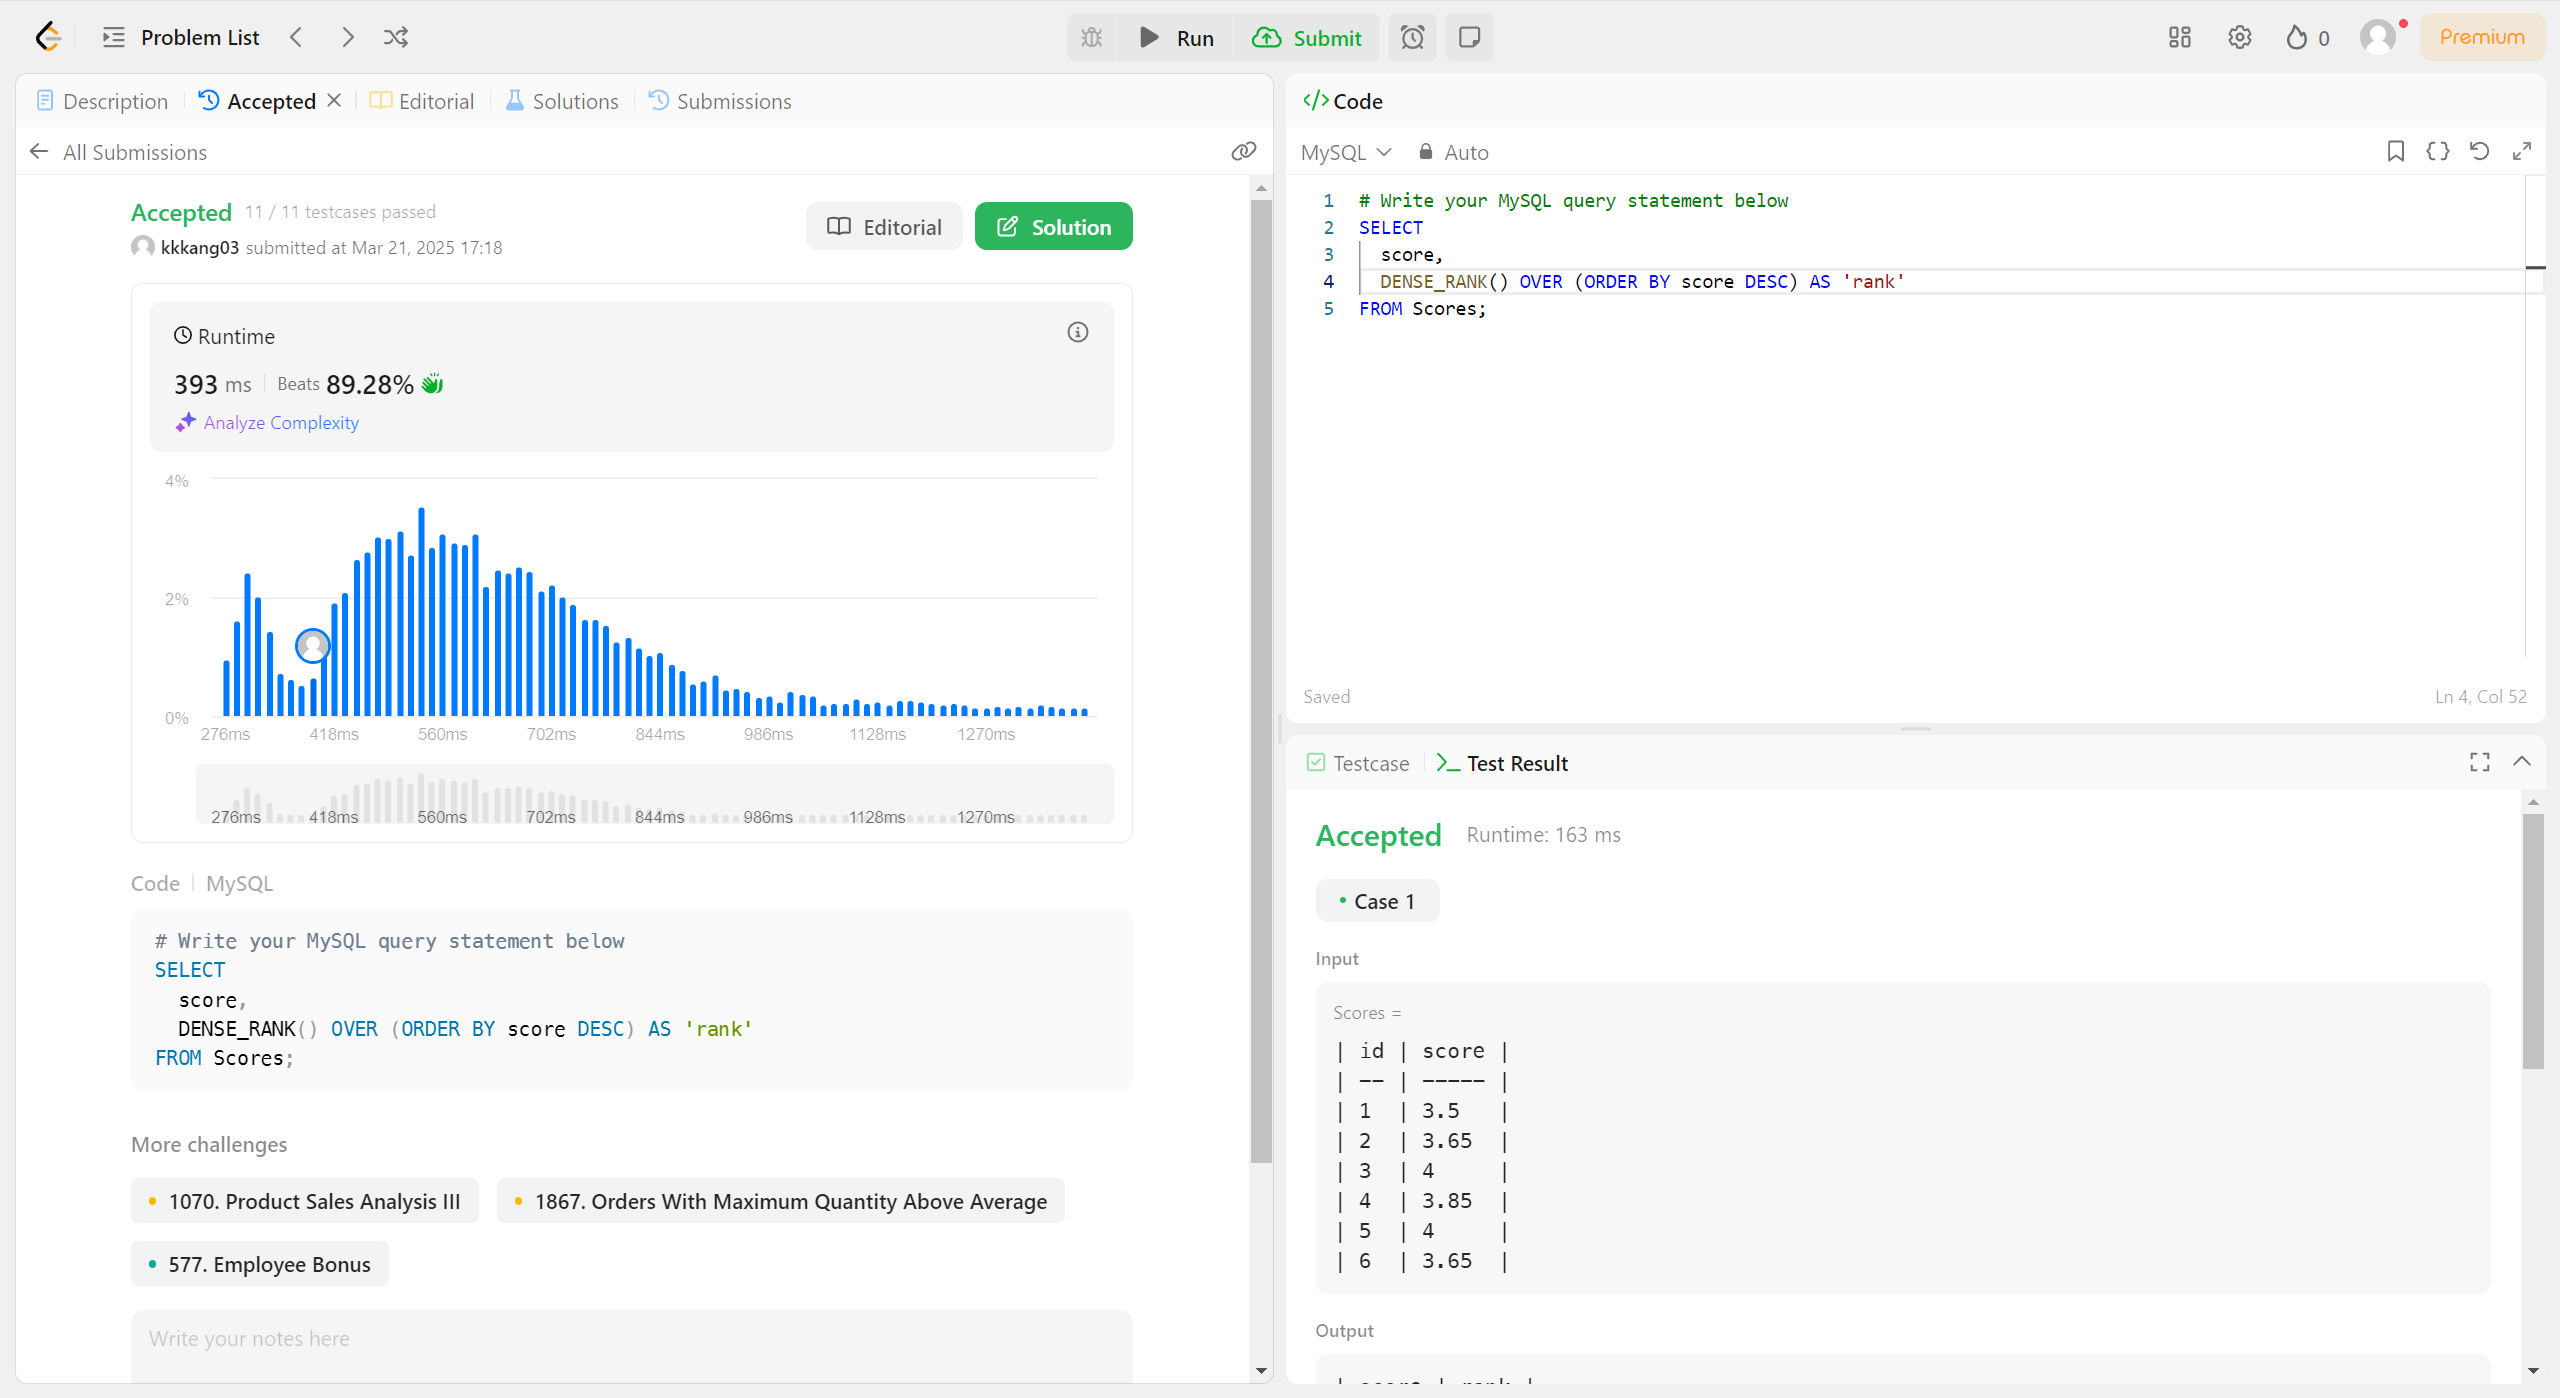 Problem List
Run
Submit
0
Premium
Description
Accepted
Editorial
Solutions
Submissions
All Submissions
Accepted 11 / 11 testcases passed
kkkang03 submitted at Mar 21, 2025 17:18
Editorial
Solution
Runtime
393 ms Beats 89.28%
Analyze Complexity
4%
2%
0%
276ms 418ms 560ms 702ms 844ms 986ms 1128ms 1270ms
276ms 418ms 560ms 702ms 844ms 986ms 1128ms 1270ms
Code MySQL
# Write your MySQL query statement below
SELECT
score,
DENSE_RANK() OVER (ORDER BY score DESC) AS 'rank'
FROM Scores;
More challenges
1070. Product Sales Analysis III
1867. Orders With Maximum Quantity Above Average
577. Employee Bonus
Write your notes here
</> Code
MySQL Auto
1 # Write your MySQL query statement below
2 SELECT
3 score,
4 DENSE_RANK() OVER (ORDER BY score DESC) AS 'rank'
5 FROM Scores;
Saved
Ln 4, Col 52
Testcase
Test Result
Accepted Runtime: 163 ms
Case 1
Input
Scores =
| id | score |
| -- | ----- |
| 1 | 3.5 |
| 2 | 3.65 |
| 3 | 4 |
| 4 | 3.85 |
| 5 | 4 |
| 6 | 3.65 |
Output
| score | rank |